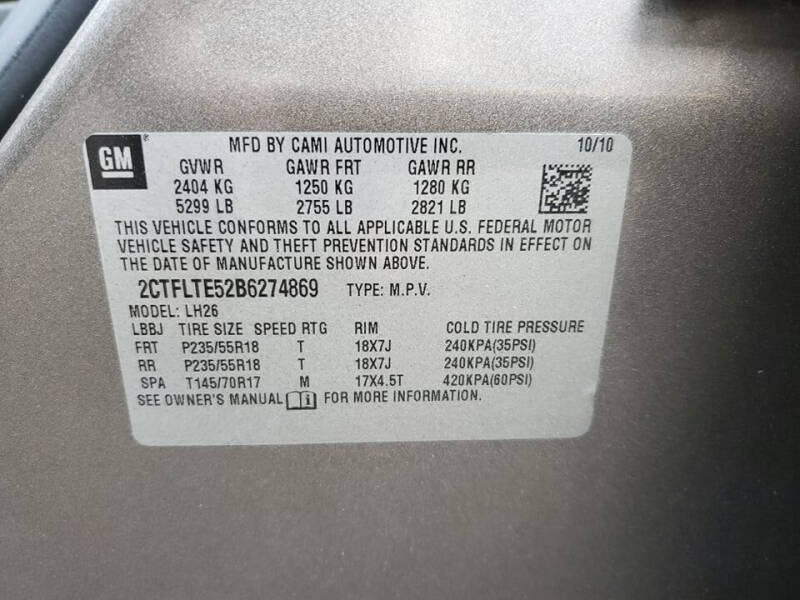 GM® MFD BY CAMI AUTOMOTIVE INC. 10/10
GVWR GAWR FRT GAWR RR
2404 KG 1250 KG 1280 KG
5299 LB 2755 LB 2821 LB
THIS VEHICLE CONFORMS TO ALL APPLICABLE U.S. FEDERAL MOTOR
VEHICLE SAFETY AND THEFT PREVENTION STANDARDS IN EFFECT ON
THE DATE OF MANUFACTURE SHOWN ABOVE.
2CTFLTE52B6274869 TYPE: M.P.V.
MODEL: LH26
LBBJ TIRE SIZE SPEED RTG RIM COLD TIRE PRESSURE
FRT P235/55R18 T 18X7J 240KPA(35PSI)
RR P235/55R18 T 18X7J 240KPA(35PSI)
SPA T145/70R17 M 17X4.5T 420KPA(60PSI)
SEE OWNER'S MANUAL FOR MORE INFORMATION.